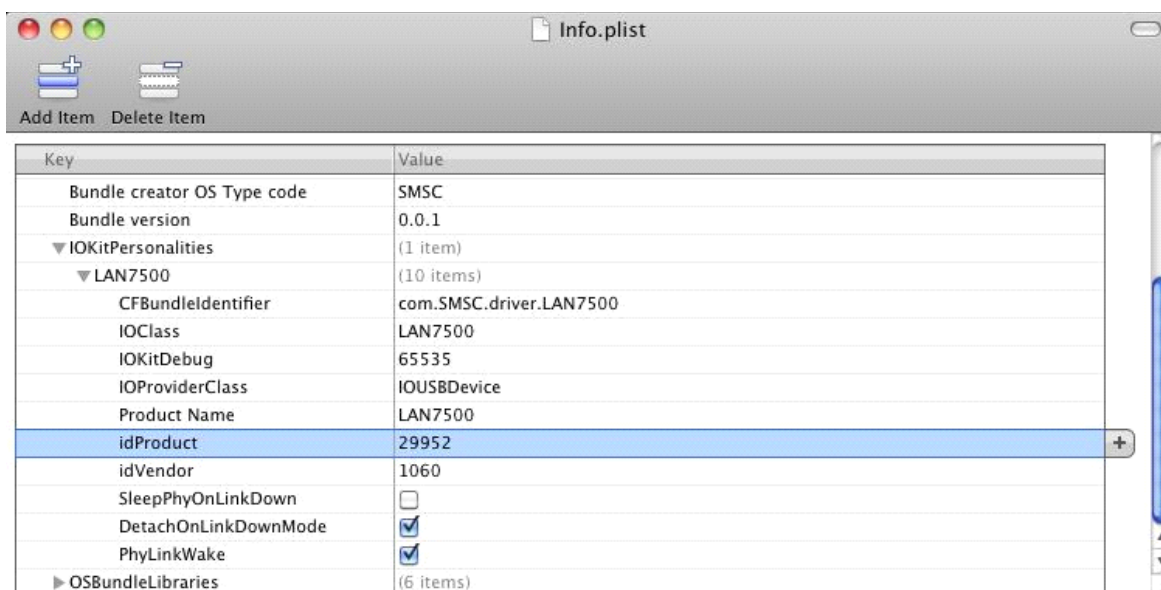 Info.plist
Add Item Delete Item
Key Value
Bundle creator OS Type code SMSC
Bundle version 0.0.1
IOKitPersonalities (1 item)
LAN7500 (10 items)
CFBundleIdentifier com.SMSC.driver.LAN7500
IOClass LAN7500
IOKitDebug 65535
IOProviderClass IOUSBDevice
Product Name LAN7500
idProduct 29952
idVendor 1060
SleepPhyOnLinkDown
DetachOnLinkDownMode
PhyLinkWake
OSBundleLibraries (6 items)